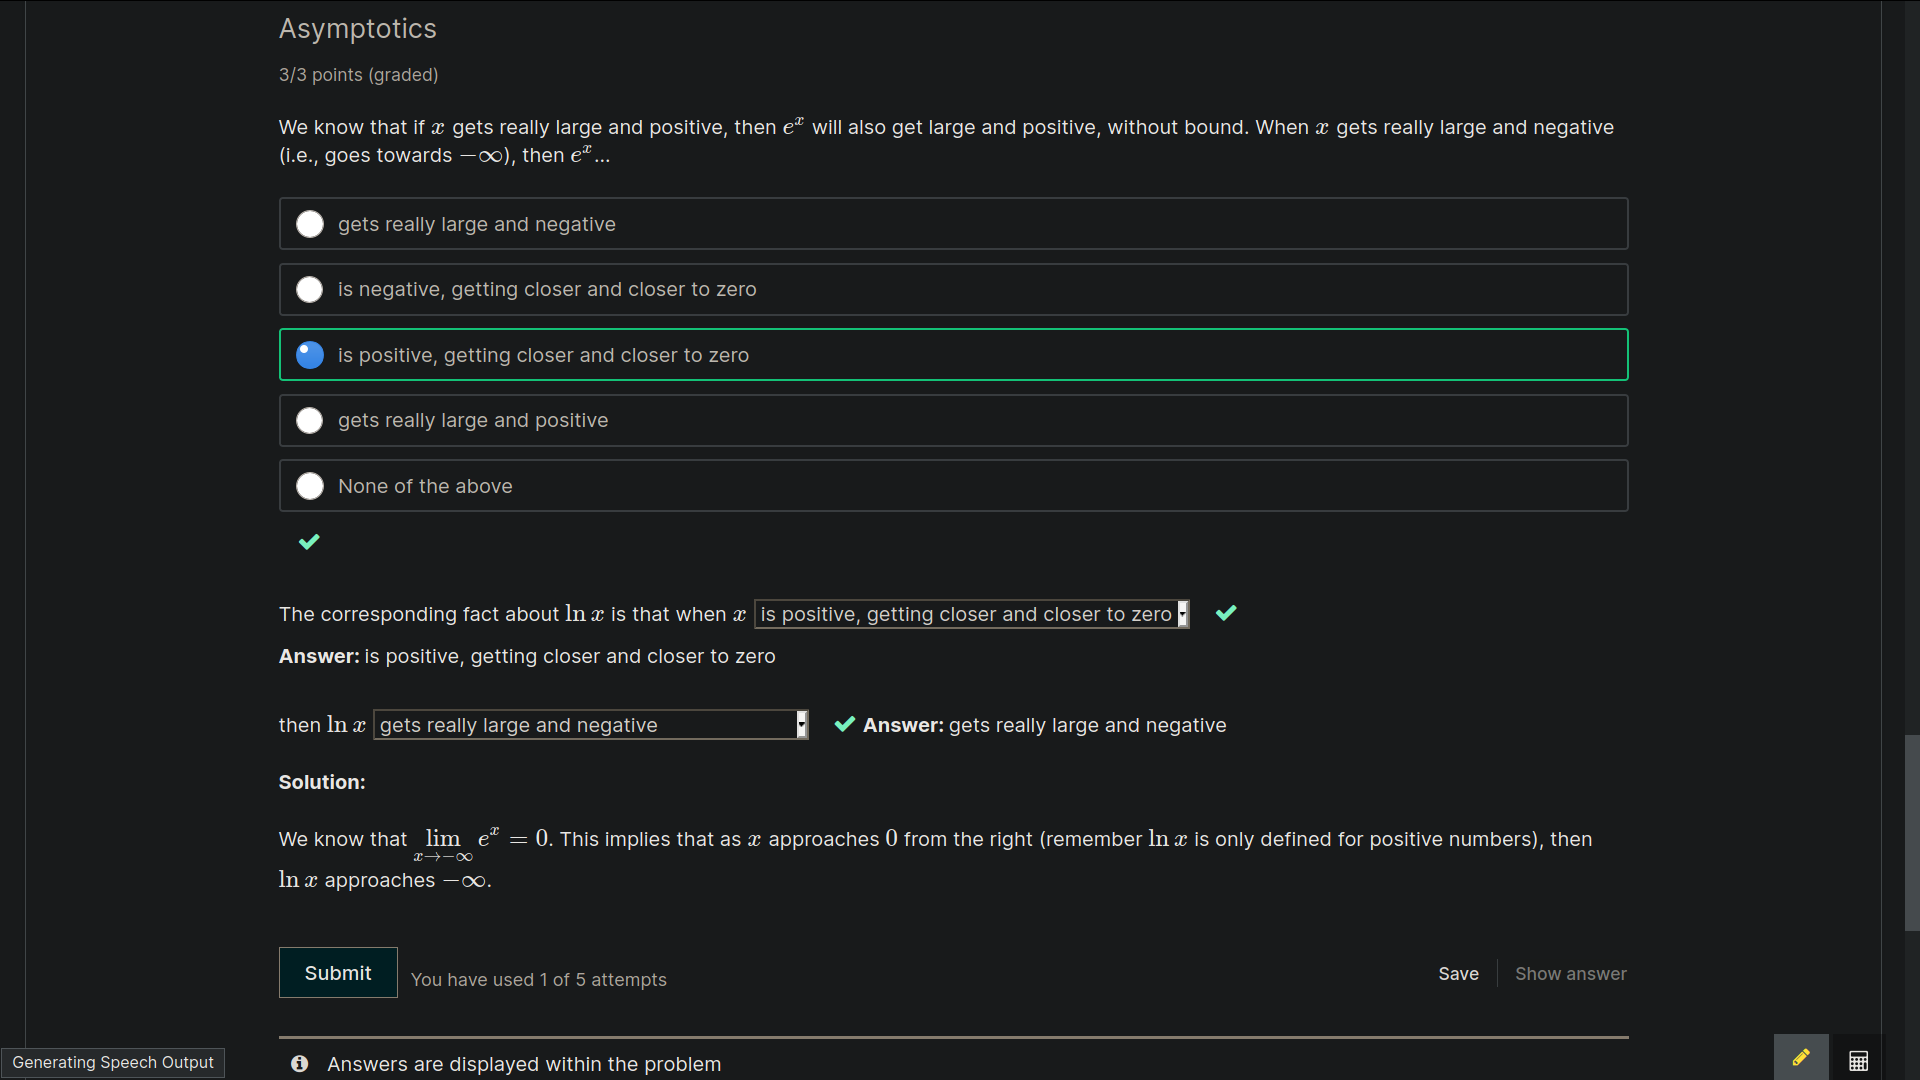 Asymptotics
3/3 points (graded)
We know that if x gets really large and positive, then e^x will also get large and positive, without bound. When x gets really large and negative
(i.e., goes towards −∞), then e^x...
gets really large and negative
is negative, getting closer and closer to zero
is positive, getting closer and closer to zero
gets really large and positive
None of the above
The corresponding fact about ln x is that when x is positive, getting closer and closer to zero
Answer: is positive, getting closer and closer to zero
then ln x gets really large and negative Answer: gets really large and negative
Solution:
We know that lim x→−∞ e^x = 0. This implies that as x approaches 0 from the right (remember ln x is only defined for positive numbers), then
ln x approaches −∞.
Submit You have used 1 of 5 attempts Save Show answer
Generating Speech Output
Answers are displayed within the problem